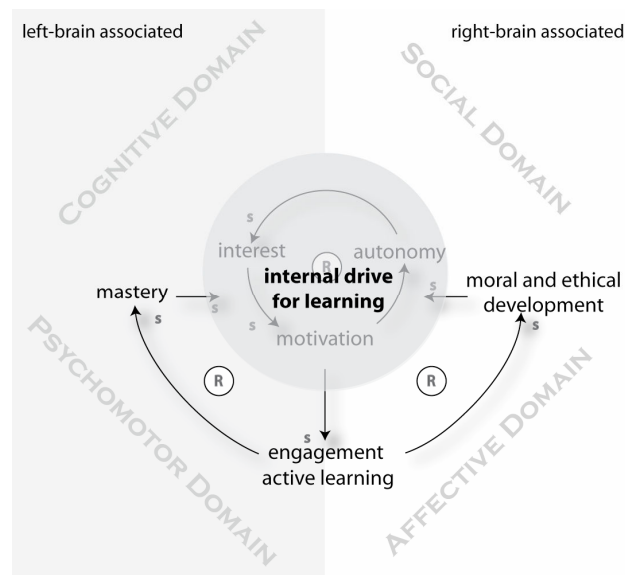 left-brain associated
right-brain associated
COGNITIVE DOMAIN
SOCIAL DOMAIN
s
interest
autonomy
R
internal drive
for learning
mastery
s
s
moral and ethical
development
s
s
s
s
motivation
R
R
s
engagement
active learning
PSYCHOMOTOR DOMAIN
AFFECTIVE DOMAIN